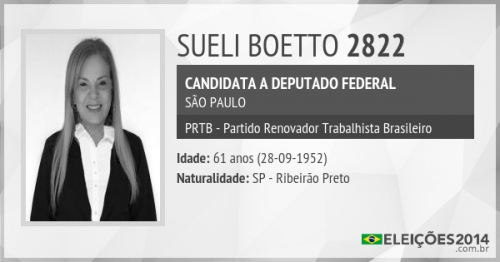 SUELI BOETTO 2822
CANDIDATA A DEPUTADO FEDERAL
SÃO PAULO
PRTB - Partido Renovador Trabalhista Brasileiro
Idade: 61 anos (28-09-1952)
Naturalidade: SP - Ribeirão Preto
ELEIÇÕES2014
.com.br